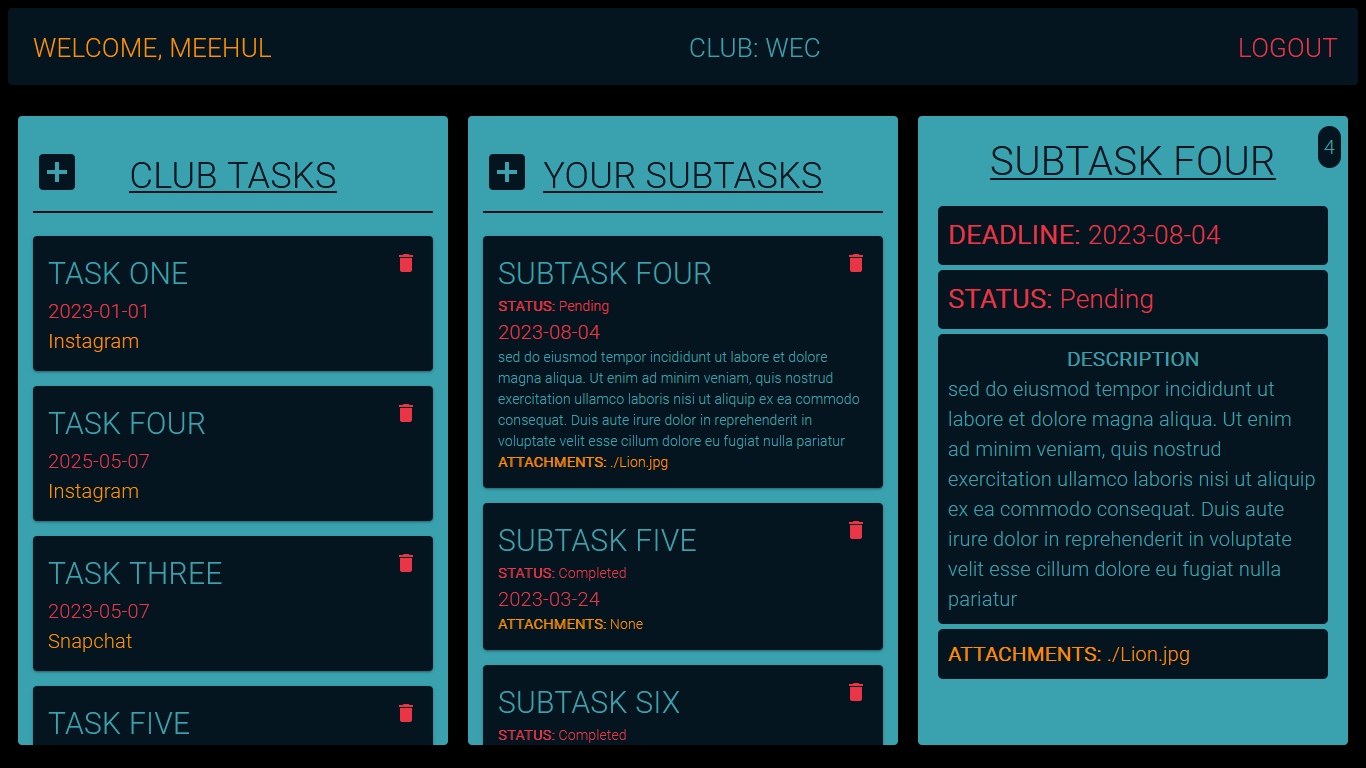 WELCOME, MEEHUL
CLUB: WEC
LOGOUT
CLUB TASKS
TASK ONE
2023-01-01
Instagram
TASK FOUR
2025-05-07
Instagram
TASK THREE
2023-05-07
Snapchat
TASK FIVE
YOUR SUBTASKS
SUBTASK FOUR
STATUS: Pending
2023-08-04
sed do eiusmod tempor incididunt ut labore et dolore
magna aliqua. Ut enim ad minim veniam, quis nostrud
exercitation ullamco laboris nisi ut aliquip ex ea commodo
consequat. Duis aute irure dolor in reprehenderit in
voluptate velit esse cillum dolore eu fugiat nulla pariatur
ATTACHMENTS: ./Lion.jpg
SUBTASK FIVE
STATUS: Completed
2023-03-24
ATTACHMENTS: None
SUBTASK SIX
STATUS: Completed
SUBTASK FOUR
4
DEADLINE: 2023-08-04
STATUS: Pending
DESCRIPTION
sed do eiusmod tempor incididunt ut
labore et dolore magna aliqua. Ut enim
ad minim veniam, quis nostrud
exercitation ullamco laboris nisi ut aliquip
ex ea commodo consequat. Duis aute
irure dolor in reprehenderit in voluptate
velit esse cillum dolore eu fugiat nulla
pariatur
ATTACHMENTS: ./Lion.jpg